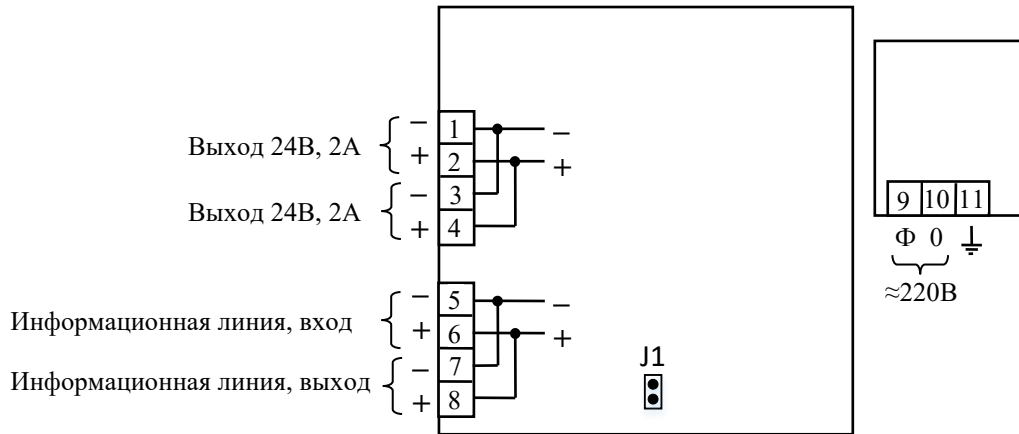 Выход 24В, 2А
− 1 −
+ 2 +
Выход 24В, 2А
− 3
+ 4
Информационная линия, вход
− 5 −
+ 6 +
Информационная линия, выход
− 7
+ 8
J1
9 10 11
Ф 0
≈220В